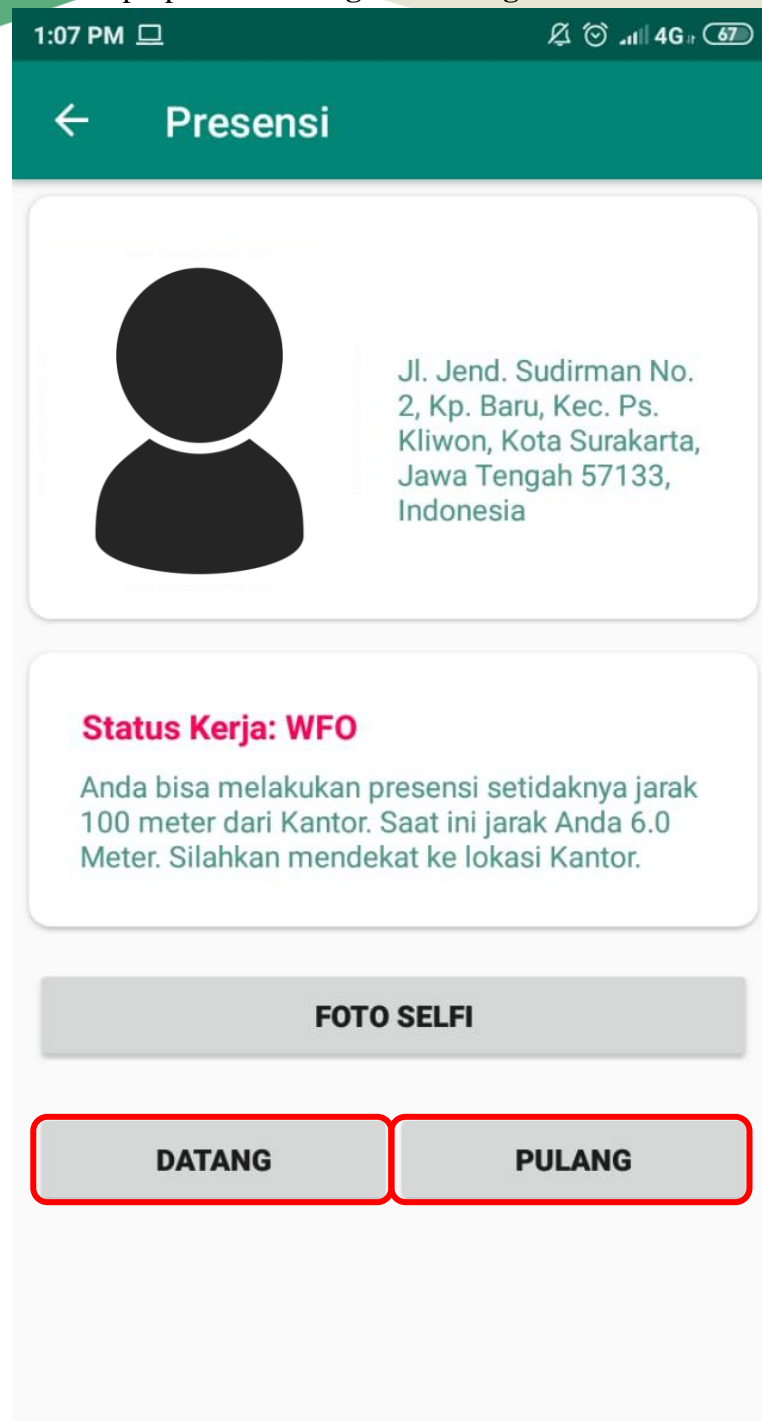 1:07 PM 4G 67
Presensi
Jl. Jend. Sudirman No.
2, Kp. Baru, Kec. Ps.
Kliwon, Kota Surakarta,
Jawa Tengah 57133,
Indonesia
Status Kerja: WFO
Anda bisa melakukan presensi setidaknya jarak
100 meter dari Kantor. Saat ini jarak Anda 6.0
Meter. Silahkan mendekat ke lokasi Kantor.
FOTO SELFI
DATANG PULANG